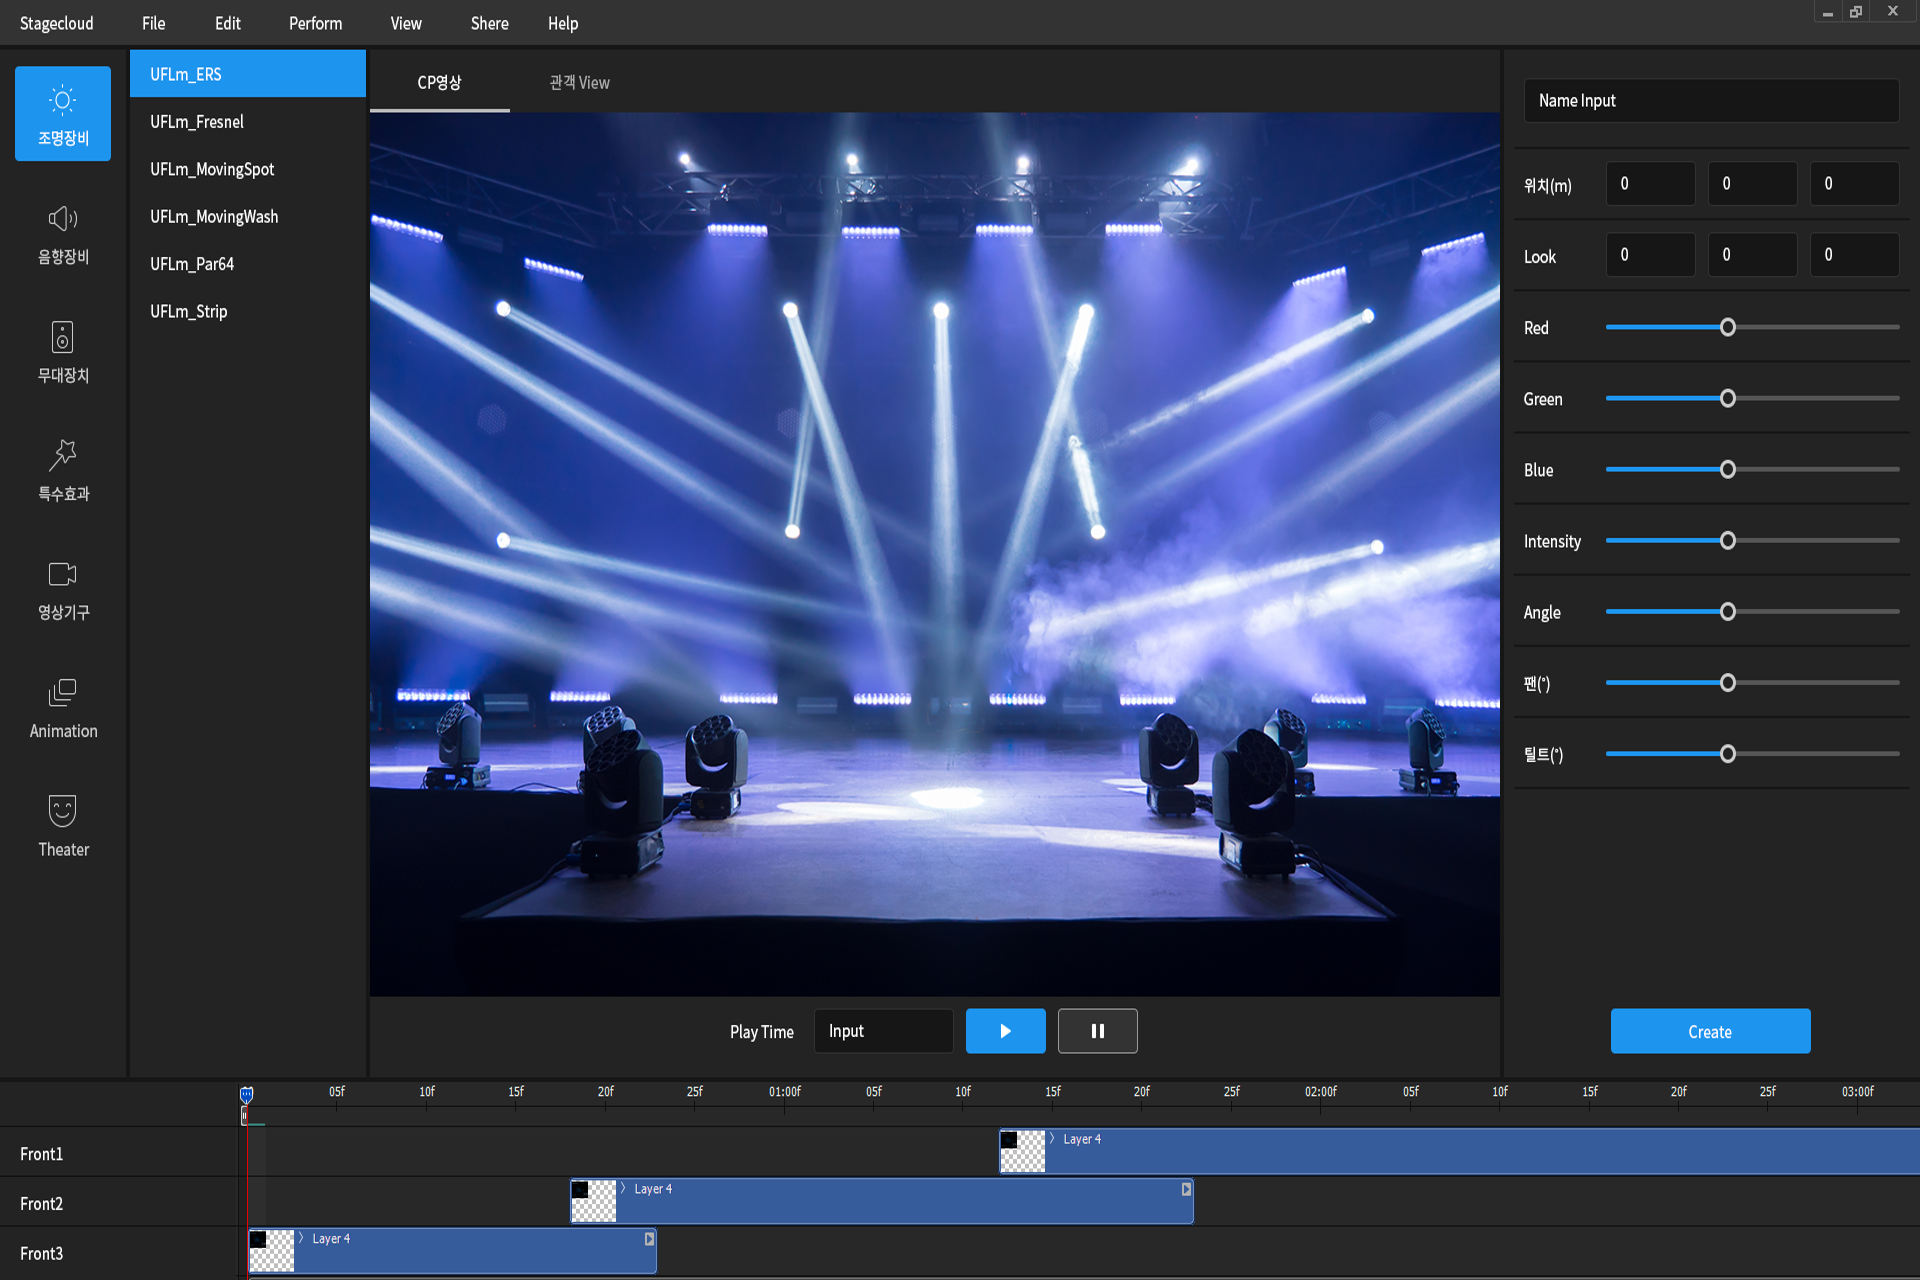 Stagecloud File Edit Perform View Shere Help
조명장비
음향장비
무대장치
특수효과
영상기구
Animation
Theater
UFLm_ERS
UFLm_Fresnel
UFLm_MovingSpot
UFLm_MovingWash
UFLm_Par64
UFLm_Strip
CP영상 관객 View
Name Input
위치(m) 0 0 0
Look 0 0 0
Red
Green
Blue
Intensity
Angle
팬(°)
틸트(°)
Play Time Input
Create
05f 10f 15f 20f 25f 01:00f 05f 10f 15f 20f 25f 02:00f 05f 10f 15f 20f 25f 03:00f
Front1 Layer 4
Front2 Layer 4
Front3 Layer 4